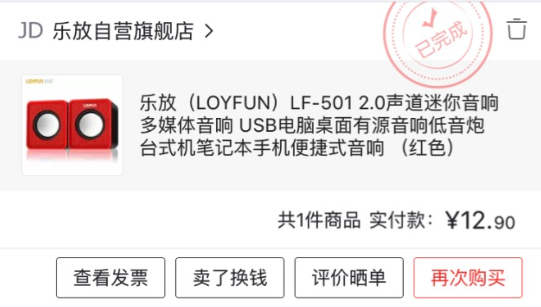 JD 乐放自营旗舰店 >
已完成
LOYFUN
乐放（LOYFUN）LF-501 2.0声道迷你音响
多媒体音响 USB电脑桌面有源音响低音炮
台式机笔记本手机便捷式音响 （红色）
共1件商品 实付款：¥12.90
查看发票
卖了换钱
评价晒单
再次购买